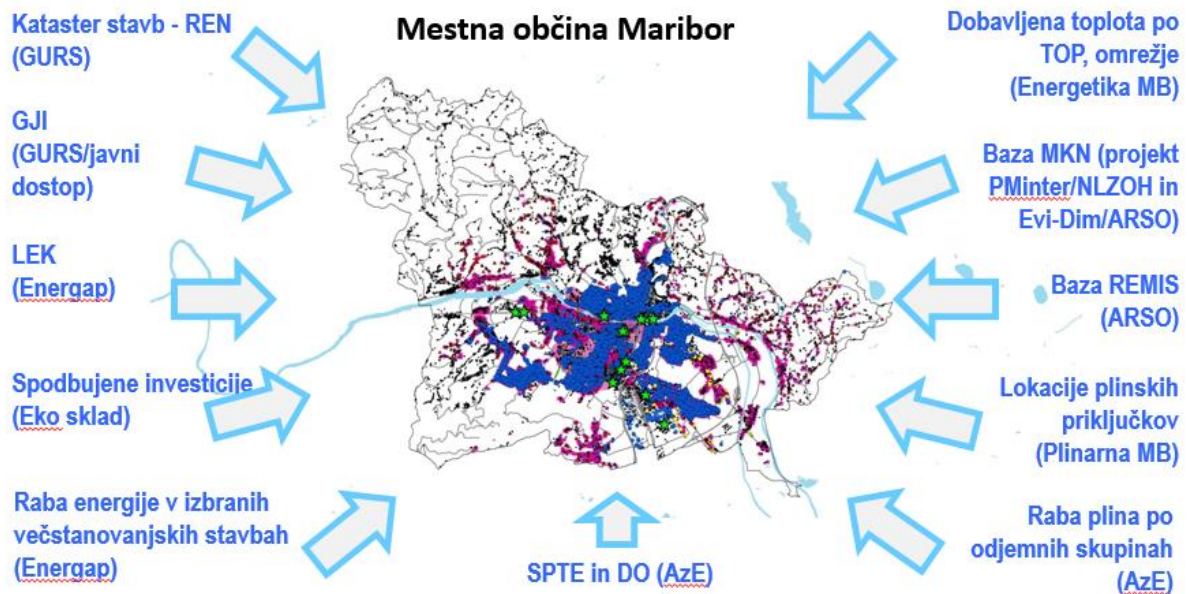 Mestna občina Maribor
Kataster stavb - REN
(GURS)
GJI
(GURS/javni
dostop)
LEK
(Energap)
Spodbujene investicije
(Eko sklad)
Raba energije v izbranih
večstanovanjskih stavbah
(Energap)
SPTE in DO (AzE)
Dobavljena toplota po
TOP, omrežje
(Energetika MB)
Baza MKN (projekt
PMinter/NLZOH in
Evi-Dim/ARSO)
Baza REMIS
(ARSO)
Lokacije plinskih
priključkov
(Plinarna MB)
Raba plina po
odjemnih skupinah
(AzE)